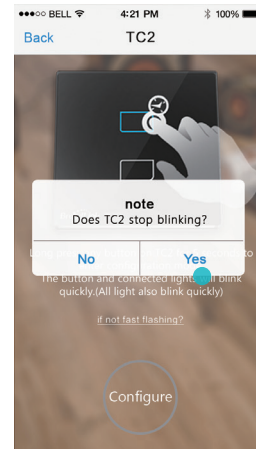 BELL 4:21 PM 100%
Back TC2
note
Does TC2 stop blinking?
No Yes
The button and connected lights will blink
quickly.(All light also blink quickly)
if not fast flashing?
Configure